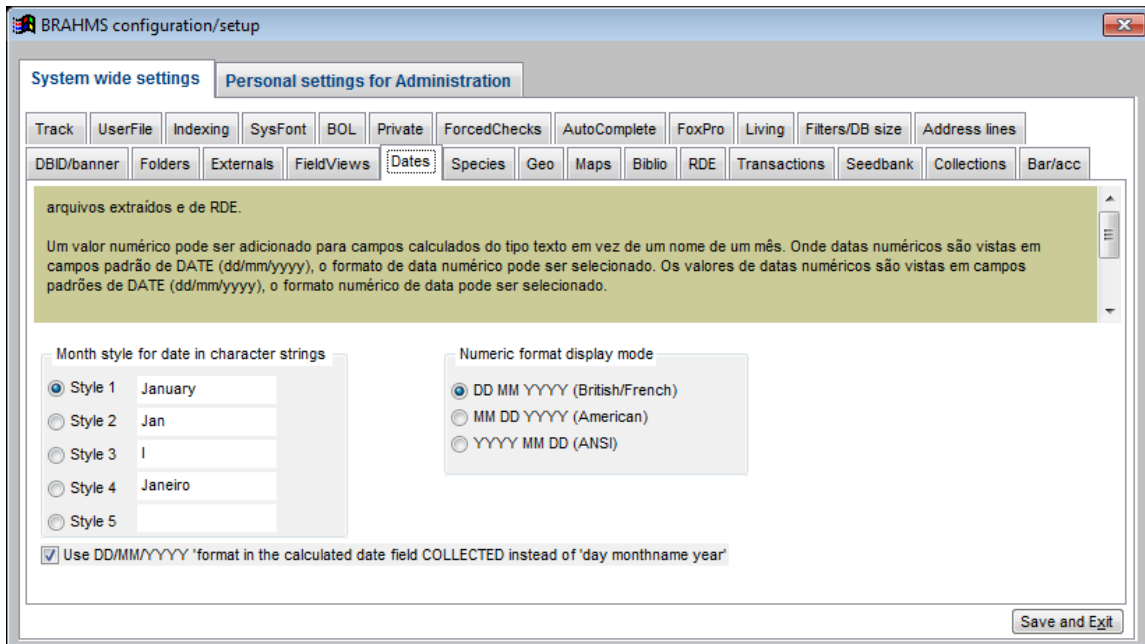 BRAHMS configuration/setup
System wide settings Personal settings for Administration
Track UserFile Indexing SysFont BOL Private ForcedChecks AutoComplete FoxPro Living Filters/DB size Address lines
DBID/banner Folders Externals FieldViews Dates Species Geo Maps Biblio RDE Transactions Seedbank Collections Bar/acc
arquivos extraídos e de RDE.
Um valor numérico pode ser adicionado para campos calculados do tipo texto em vez de um nome de um mês. Onde datas numéricos são vistas em
campos padrão de DATE (dd/mm/yyyy), o formato de data numérico pode ser selecionado. Os valores de datas numéricos são vistas em campos
padrões de DATE (dd/mm/yyyy), o formato numérico de data pode ser selecionado.
Month style for date in character strings
Style 1 January
Style 2 Jan
Style 3 I
Style 4 Janeiro
Style 5
Numeric format display mode
DD MM YYYY (British/French)
MM DD YYYY (American)
YYYY MM DD (ANSI)
Use DD/MM/YYYY 'format in the calculated date field COLLECTED instead of 'day monthname year'
Save and Exit